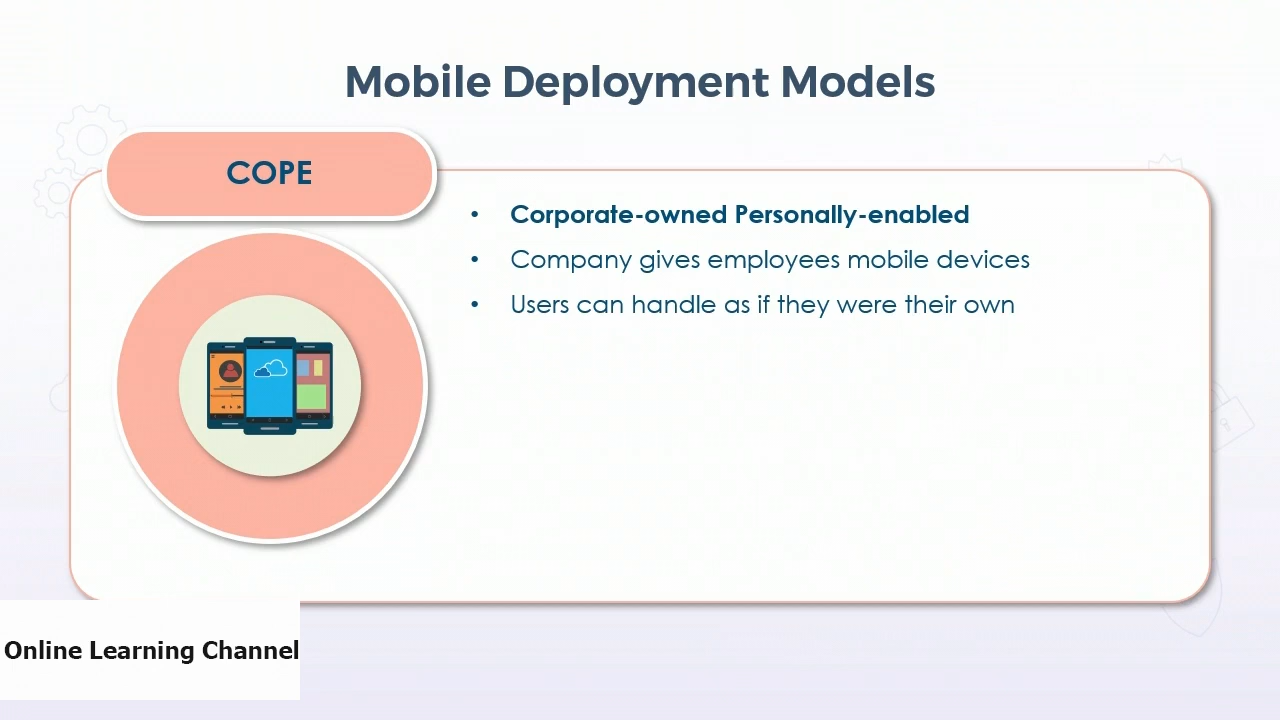 Mobile Deployment Models
COPE
• Corporate-owned Personally-enabled
• Company gives employees mobile devices
• Users can handle as if they were their own
Online Learning Channel